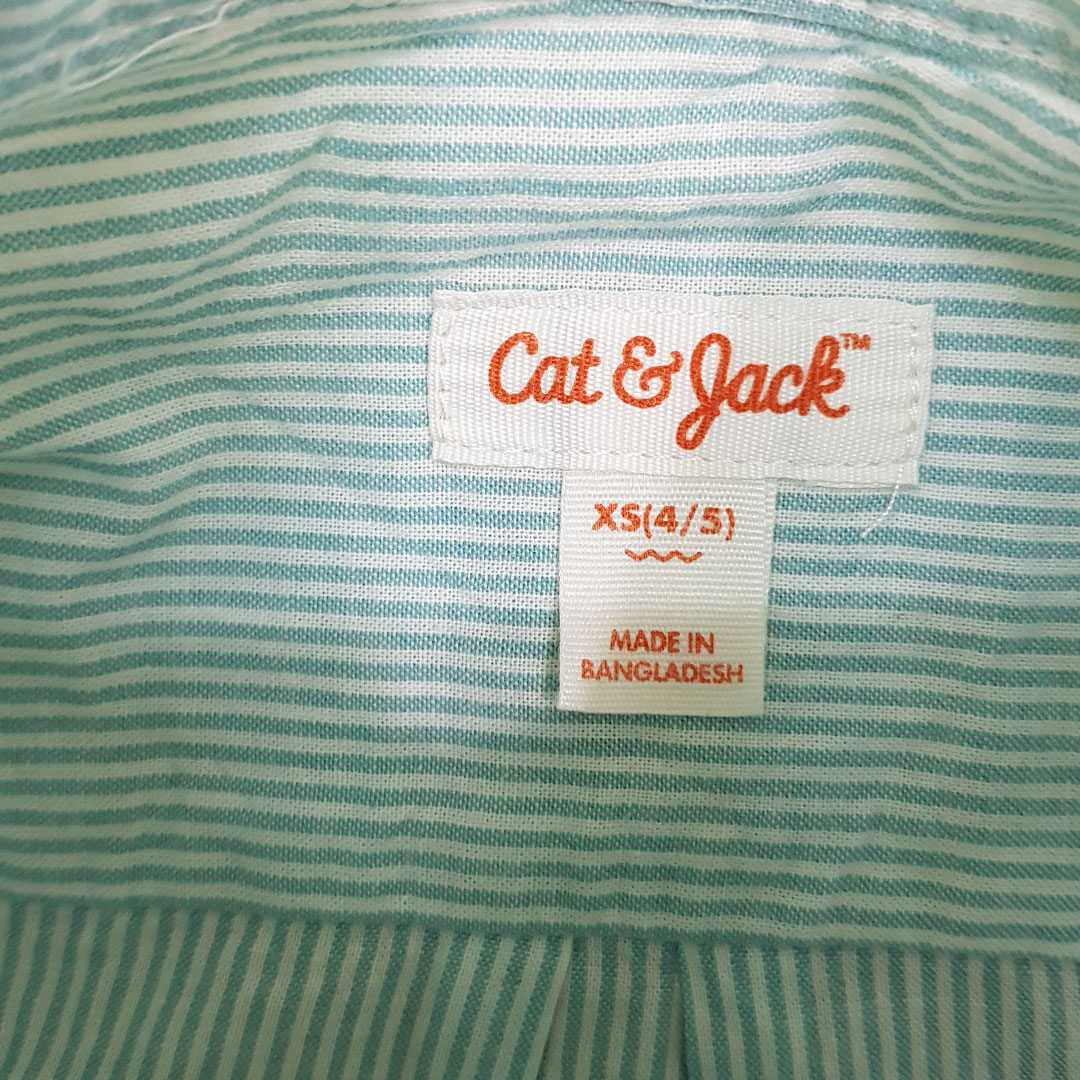 Cat & Jack™
XS(4/5)
MADE IN
BANGLADESH